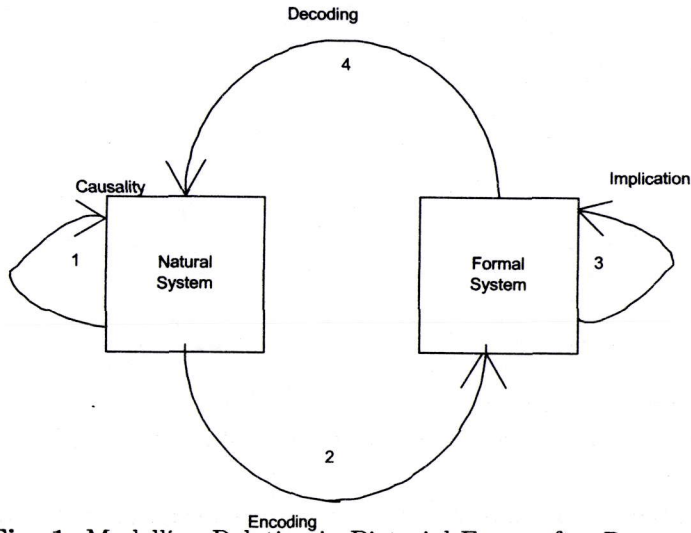 Decoding
4
Causality
Implication
1
Natural
System
Formal
System
3
2
Encoding